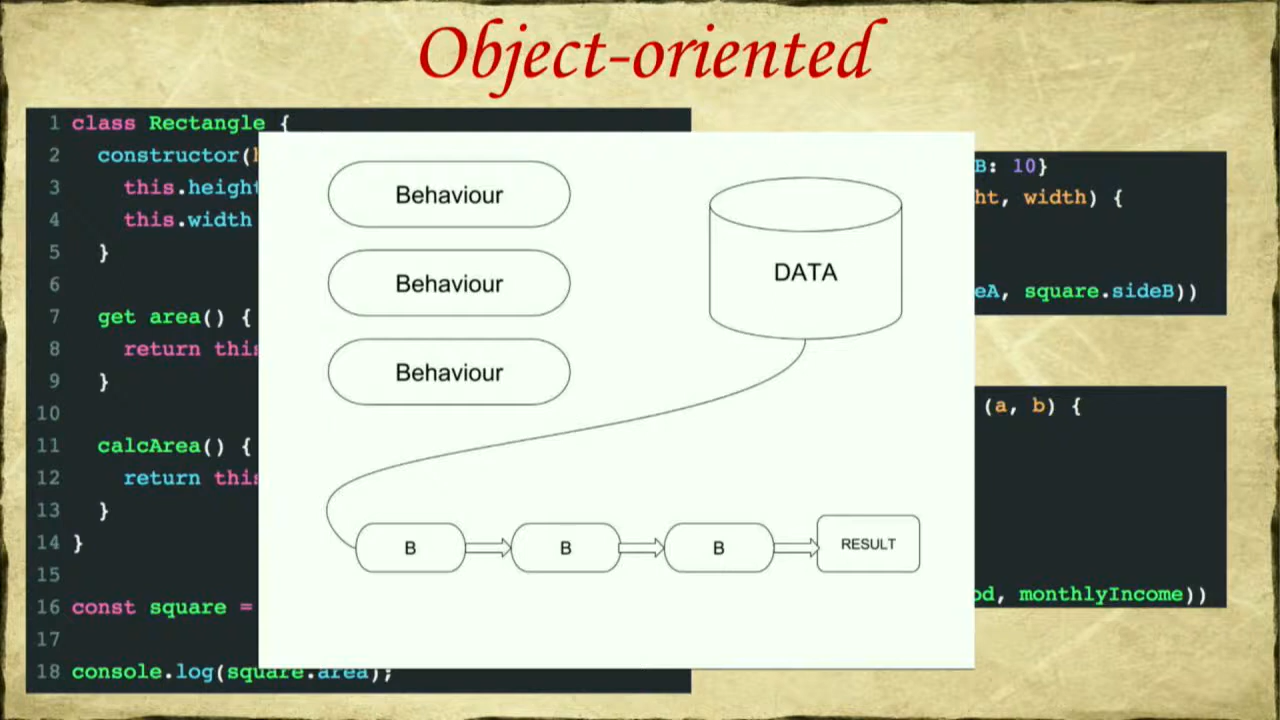 Object-oriented
1 class Rectangle {
2 constructor(
3 this.height
4 this.width
5 }
6
7 get area() {
8 return this
9 }
10
11 calcArea() {
12 return this
13 }
14 }
15
16 const square =
17
18 console.log(square.area);
Behaviour
Behaviour
Behaviour
DATA
B
B
B
RESULT
B: 10}
ht, width) {
eA, square.sideB))
(a, b) {
od, monthlyIncome))